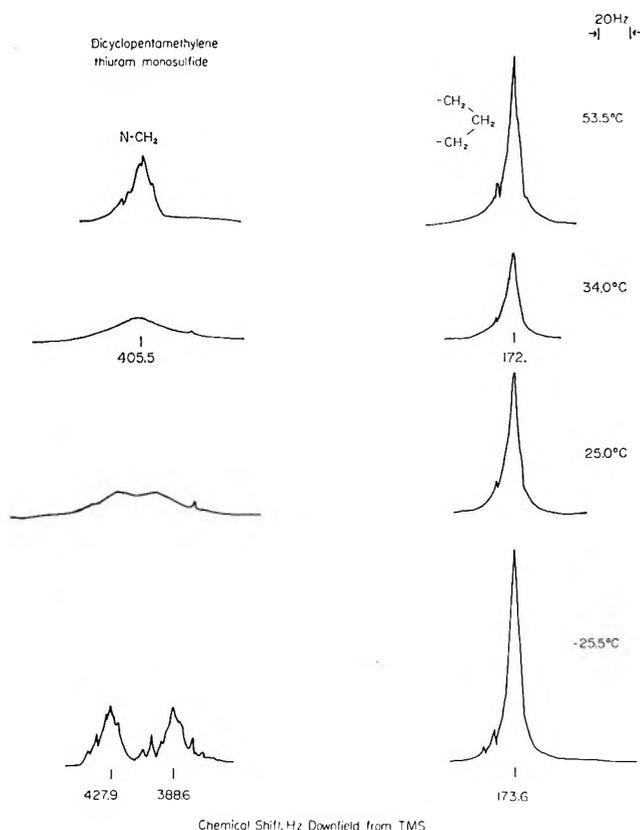 20Hz
Dicyclopentamethylene
thiuram monosulfide
-CH₂
CH₂
-CH₂
53.5°C
N-CH₂
34.0°C
405.5
172.
25.0°C
-25.5°C
427.9
388.6
173.6
Chemical Shift, Hz Downfield from TMS